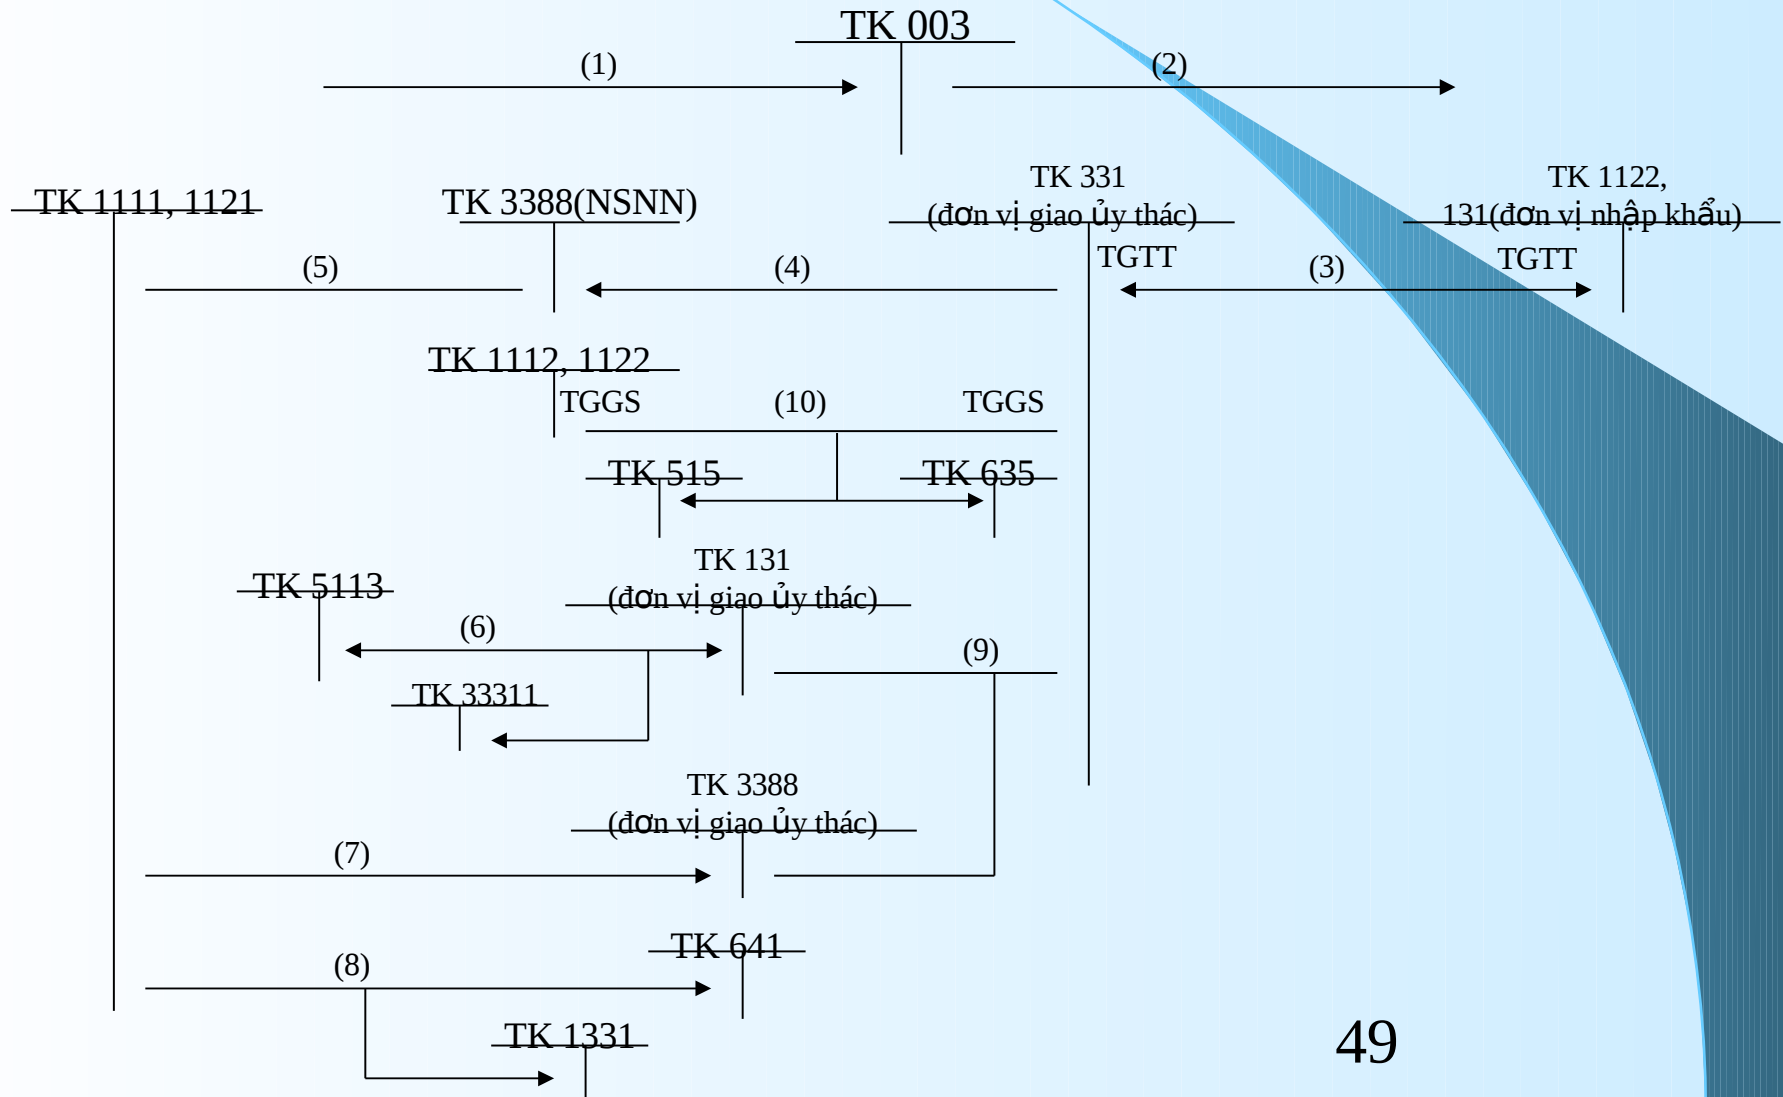 TK 003
(1)
(2)
TK 331
TK 1122,
TK 1111, 1121
TK 3388(NSNN)
(đơn vị giao ủy thác)
131(đơn vị nhập khẩu)
TGTT
TGTT
(5)
(4)
(3)
TK 1112, 1122
TGGS
(10)
TGGS
TK 515
TK 635
TK 131
(đơn vị giao ủy thác)
TK 5113
(6)
(9)
TK 33311
TK 3388
(đơn vị giao ủy thác)
(7)
TK 641
(8)
TK 1331
49